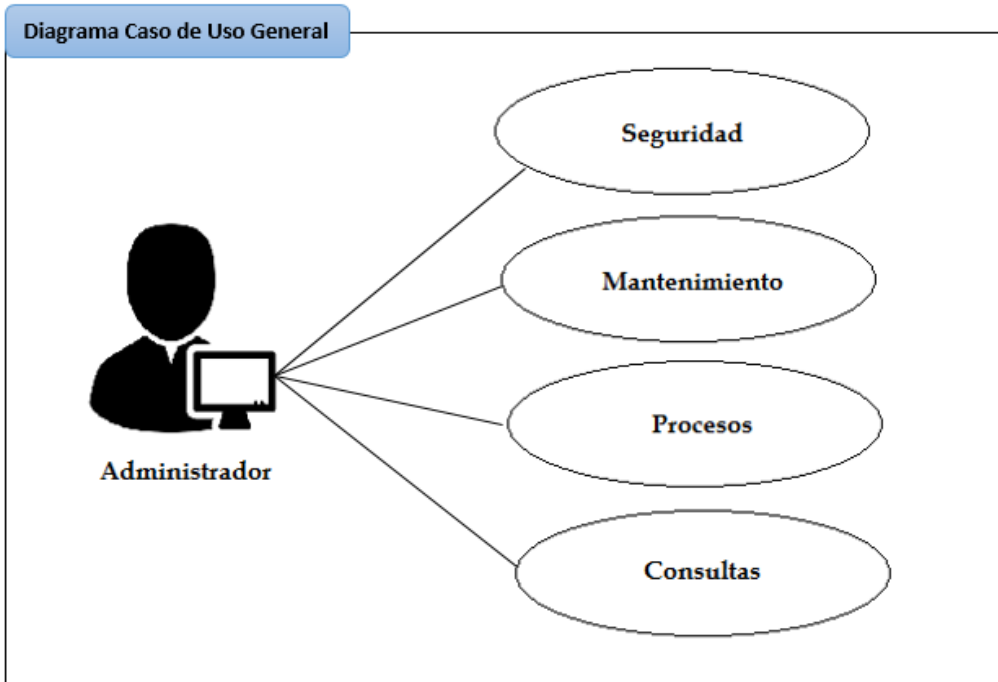 Diagrama Caso de Uso General
Seguridad
Mantenimiento
Procesos
Administrador
Consultas